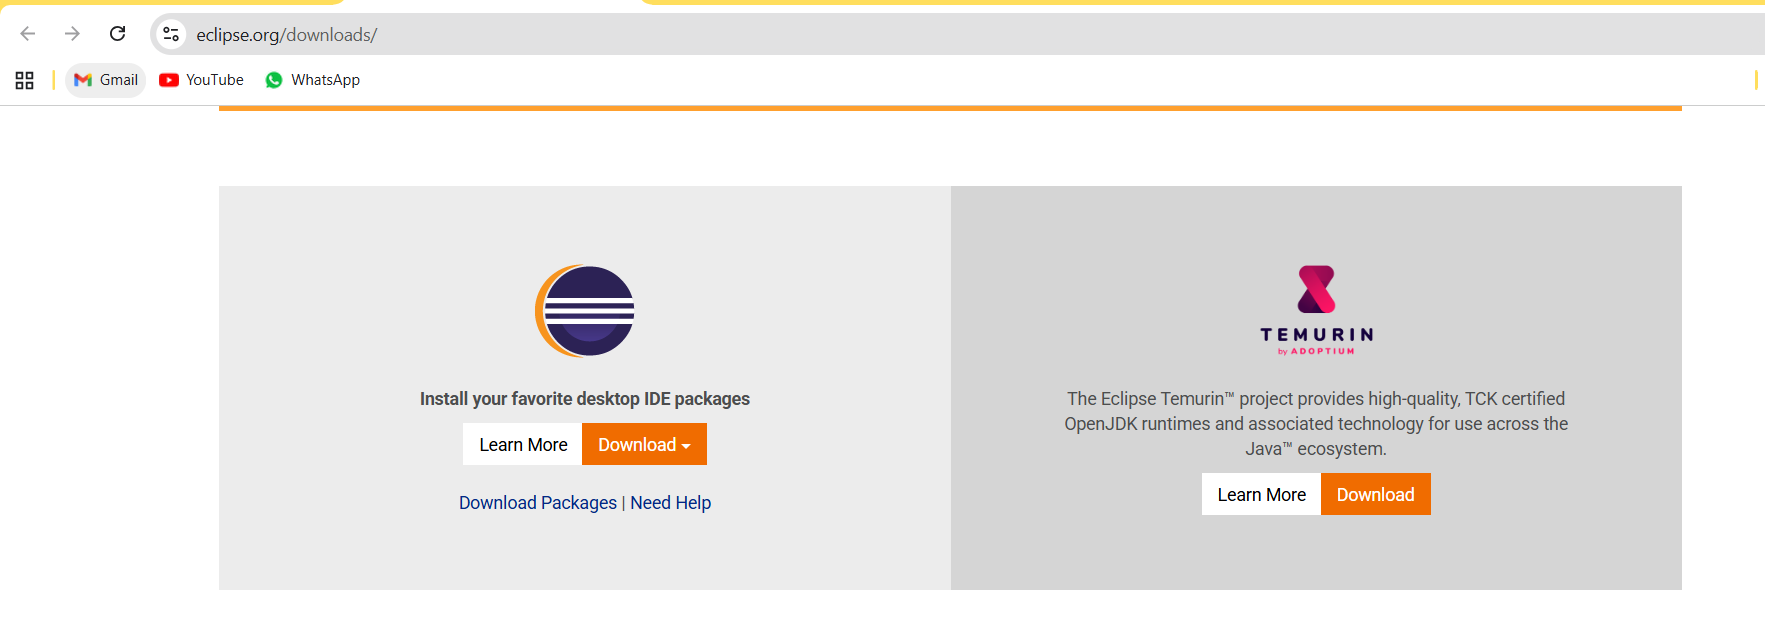 eclipse.org/downloads/
Gmail YouTube WhatsApp
Install your favorite desktop IDE packages
Learn More Download
Download Packages | Need Help
TEMURIN
by ADOPTIUM
The Eclipse Temurin™ project provides high-quality, TCK certified
OpenJDK runtimes and associated technology for use across the
Java™ ecosystem.
Learn More Download